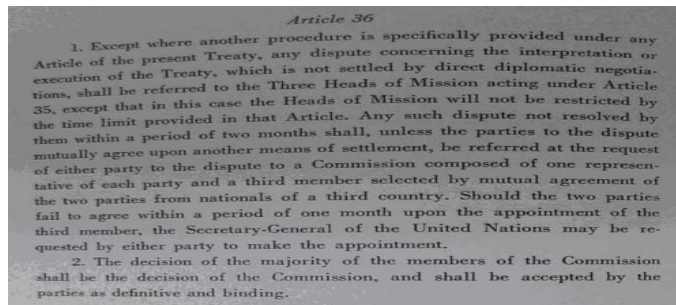 Article 36
1. Except where another procedure is specifically provided under any
Article of the present Treaty, any dispute concerning the interpretation or
execution of the Treaty, which is not settled by direct diplomatic negotia-
tions, shall be referred to the Three Heads of Mission acting under Article
35, except that in this case the Heads of Mission will not be restricted by
the time limit provided in that Article. Any such dispute not resolved by
them within a period of two months shall, unless the parties to the dispute
mutually agree upon another means of settlement, be referred at the request
of either party to the dispute to a Commission composed of one represen-
tative of each party and a third member selected by mutual agreement of
the two parties from nationals of a third country. Should the two parties
fail to agree within a period of one month upon the appointment of the
third member, the Secretary-General of the United Nations may be re-
quested by either party to make the appointment.
2. The decision of the majority of the members of the Commission
shall be the decision of the Commission, and shall be accepted by the
parties as definitive and binding.